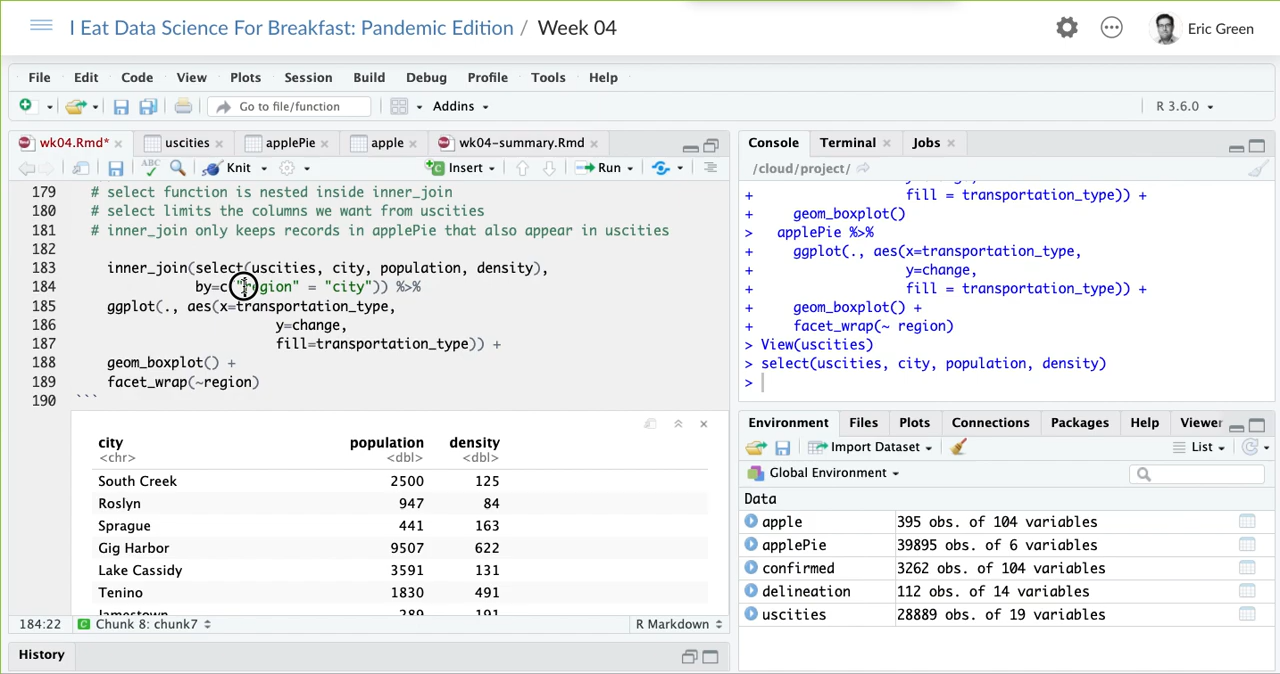 I Eat Data Science For Breakfast: Pandemic Edition / Week 04
Eric Green
File Edit Code View Plots Session Build Debug Profile Tools Help
Go to file/function Addins R 3.6.0
wk04.Rmd* uscities applePie apple wk04-summary.Rmd
ABC Knit Insert Run
179 # select function is nested inside inner_join
180 # select limits the columns we want from uscities
181 # inner_join only keeps records in applePie that also appear in uscities
182
183 inner_join(select(uscities, city, population, density),
184 by=c("region" = "city")) %>%
185 ggplot(., aes(x=transportation_type,
186 y=change,
187 fill=transportation_type)) +
188 geom_boxplot() +
189 facet_wrap(~region)
190 ```
city population density
<chr> <dbl> <dbl>
South Creek 2500 125
Roslyn 947 84
Sprague 441 163
Gig Harbor 9507 622
Lake Cassidy 3591 131
Tenino 1830 491
Jamestown 289 191
184:22 Chunk 8: chunk7 R Markdown
History
Console Terminal Jobs
/cloud/project/
+ y=change,
+ fill = transportation_type)) +
+ geom_boxplot()
> applePie %>%
+ ggplot(., aes(x=transportation_type,
+ y=change,
+ fill = transportation_type)) +
+ geom_boxplot() +
+ facet_wrap(~ region)
> View(uscities)
> select(uscities, city, population, density)
>
Environment Files Plots Connections Packages Help Viewer
Import Dataset List
Global Environment
Data
apple 395 obs. of 104 variables
applePie 39895 obs. of 6 variables
confirmed 3262 obs. of 104 variables
delineation 112 obs. of 14 variables
uscities 28889 obs. of 19 variables